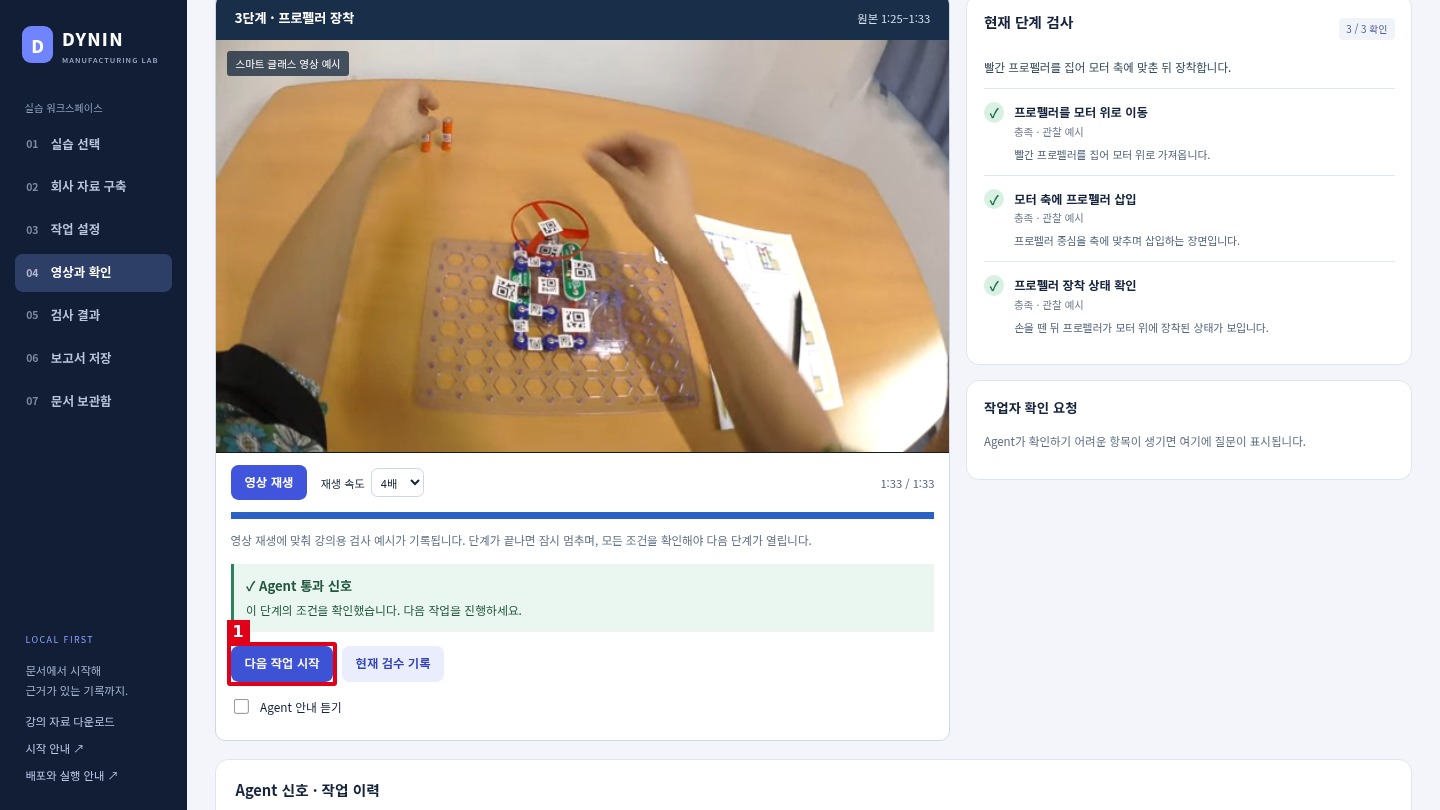 D
DYNIN
MANUFACTURING LAB
실습 워크스페이스
01 실습 선택
02 회사 자료 구축
03 작업 설정
04 영상과 확인
05 검사 결과
06 보고서 저장
07 문서 보관함
LOCAL FIRST
문서에서 시작해
근거가 있는 기록까지.
강의 자료 다운로드
시작 안내 ↗
배포와 실행 안내 ↗
3단계 · 프로펠러 장착
원본 1:25–1:33
스마트 글래스 영상 예시
영상 재생
재생 속도
4배
1:33 / 1:33
영상 재생에 맞춰 강의용 검사 예시가 기록됩니다. 단계가 끝나면 잠시 멈추며, 모든 조건을 확인해야 다음 단계가 열립니다.
✓ Agent 통과 신호
이 단계의 조건을 확인했습니다. 다음 작업을 진행하세요.
1
다음 작업 시작
현재 검수 기록
Agent 안내 듣기
현재 단계 검사
3 / 3 확인
빨간 프로펠러를 집어 모터 축에 맞춘 뒤 장착합니다.
✓ 프로펠러를 모터 위로 이동
충족 · 관찰 예시
빨간 프로펠러를 집어 모터 위로 가져옵니다.
✓ 모터 축에 프로펠러 삽입
충족 · 관찰 예시
프로펠러 중심을 축에 맞추며 삽입하는 장면입니다.
✓ 프로펠러 장착 상태 확인
충족 · 관찰 예시
손을 뗀 뒤 프로펠러가 모터 위에 장착된 상태가 보입니다.
작업자 확인 요청
Agent가 확인하기 어려운 항목이 생기면 여기에 질문이 표시됩니다.
Agent 신호 · 작업 이력